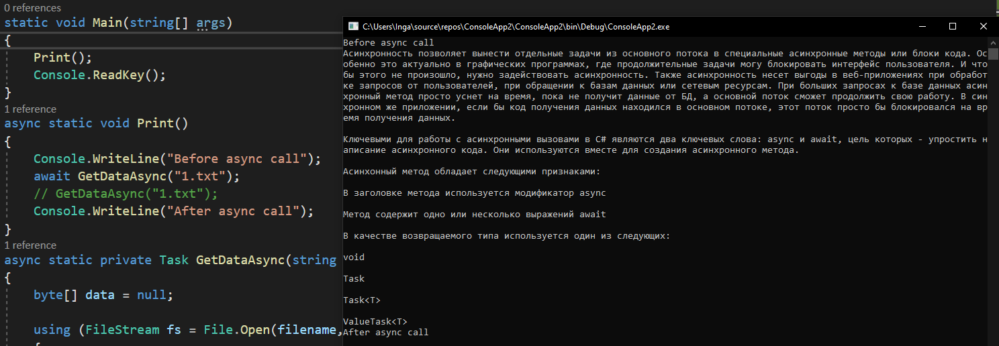 0 references
static void Main(string[] args)
{
Print();
Console.ReadKey();
}
1 reference
async static void Print()
{
Console.WriteLine("Before async call");
await GetDataAsync("1.txt");
// GetDataAsync("1.txt");
Console.WriteLine("After async call");
}
1 reference
async static private Task GetDataAsync(string
{
byte[] data = null;
using (FileStream fs = File.Open(filename,
{
C:\Users\Inga\source\repos\ConsoleApp2\ConsoleApp2\bin\Debug\ConsoleApp2.exe
Before async call
Асинхронность позволяет вынести отдельные задачи из основного потока в специальные асинхронные методы или блоки кода. Ос
обенно это актуально в графических программах, где продолжительные задачи могу блокировать интерфейс пользователя. И что
бы этого не произошло, нужно задействовать асинхронность. Также асинхронность несет выгоды в веб-приложениях при обработ
ке запросов от пользователей, при обращении к базам данных или сетевым ресурсам. При больших запросах к базе данных асин
хронный метод просто уснет на время, пока не получит данные от БД, а основной поток сможет продолжить свою работу. В син
хронном же приложении, если бы код получения данных находился в основном потоке, этот поток просто бы блокировался на вр
емя получения данных.
Ключевыми для работы с асинхронными вызовами в C# являются два ключевых слова: async и await, цель которых - упростить н
аписание асинхронного кода. Они используются вместе для создания асинхронного метода.
Асинхонный метод обладает следующими признаками:
В заголовке метода используется модификатор async
Метод содержит одно или несколько выражений await
В качестве возвращаемого типа используется один из следующих:
void
Task
Task<T>
ValueTask<T>
After async call